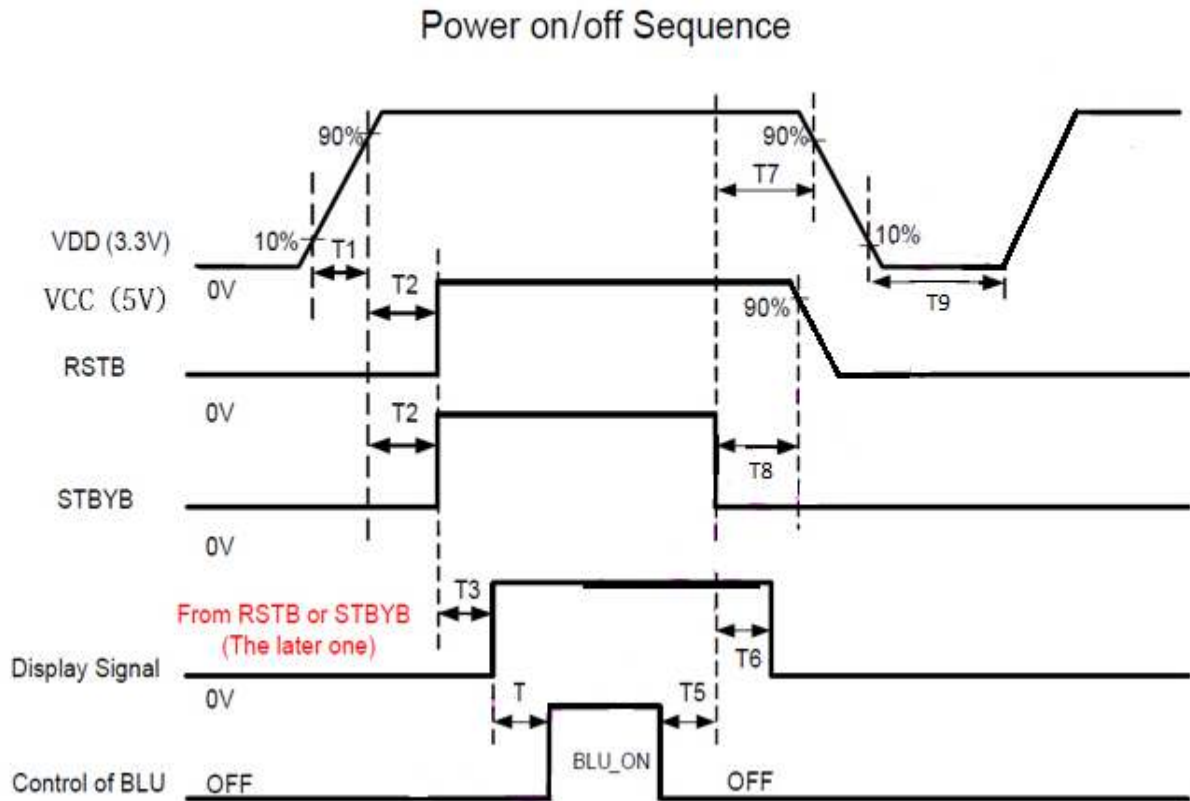 Power on/off Sequence
90%
90%
T7
VDD (3.3V)
10%
T1
10%
0V
VCC (5V)
T2
90%
T9
RSTB
0V
T2
T8
STBYB
0V
T3
From RSTB or STBYB
(The later one)
T6
Display Signal
0V
T
T5
BLU_ON
Control of BLU
OFF
OFF